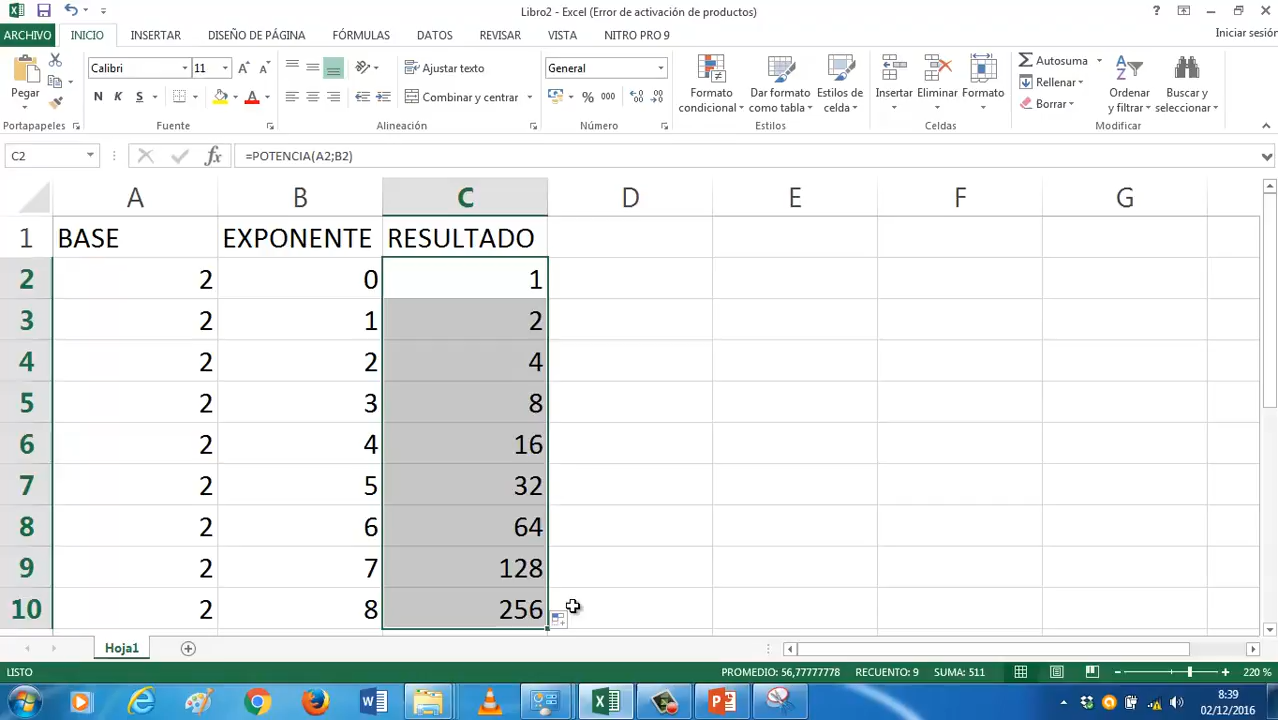 Libro2 - Excel (Error de activación de productos)
?
ARCHIVO INICIO INSERTAR DISEÑO DE PÁGINA FÓRMULAS DATOS REVISAR VISTA NITRO PRO 9 Iniciar sesión
Pegar
Calibri 11 A A
N K S A
Ajustar texto
Combinar y centrar
General
% 000
Formato condicional
Dar formato como tabla
Estilos de celda
Insertar
Eliminar
Formato
Autosuma
Rellenar
Borrar
Ordenar y filtrar
Buscar y seleccionar
Portapapeles Fuente Alineación Número Estilos Celdas Modificar
C2 fx =POTENCIA(A2;B2)
A B C D E F G
1 BASE EXPONENTE RESULTADO
2 2 0 1
3 2 1 2
4 2 2 4
5 2 3 8
6 2 4 16
7 2 5 32
8 2 6 64
9 2 7 128
10 2 8 256
Hoja1
LISTO PROMEDIO: 56,77777778 RECUENTO: 9 SUMA: 511 220 %
8:39
02/12/2016